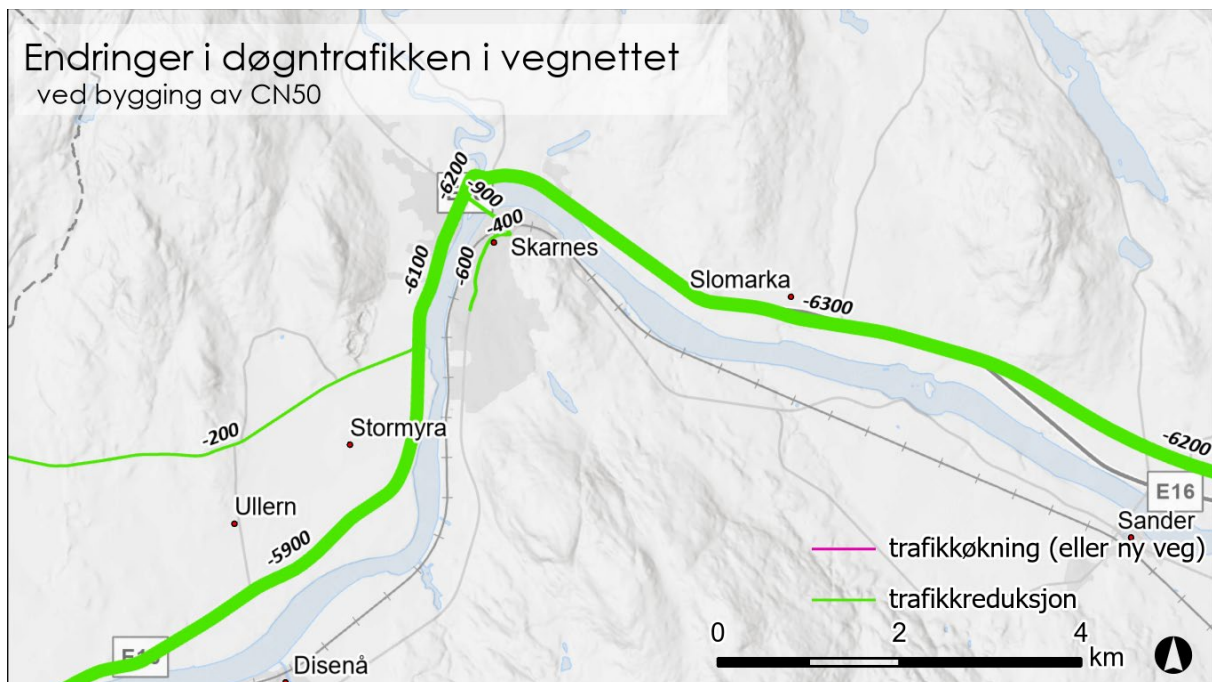 Endringer i døgntrafikken i vegnettet
ved bygging av CN50
-6200
-900
-400
Skarnes
-600
-6100
Slomarka
-6300
-200
Stormyra
-6200
E16
Ullern
Sander
-5900
trafikkøkning (eller ny veg)
trafikkreduksjon
0 2 4
km
Disenå